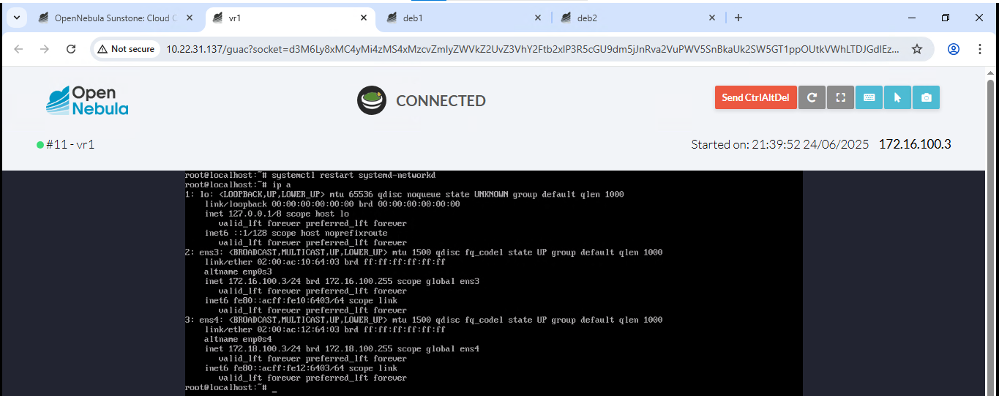 OpenNebula Sunstone: Cloud C
vr1
deb1
deb2
Not secure
Open
Nebula
CONNECTED
Send CtrlAltDel
#11 - vr1
Started on: 21:39:52 24/06/2025 172.16.100.3
root@localhost:~# systemctl restart systemd-networkd
root@localhost:~# ip a
1: lo: <LOOPBACK,UP,LOWER_UP> mtu 65536 qdisc noqueue state UNKNOWN group default qlen 1000
link/loopback 00:00:00:00:00:00 brd 00:00:00:00:00:00
inet 127.0.0.1/8 scope host lo
valid_lft forever preferred_lft forever
inet6 ::1/128 scope host noprefixroute
valid_lft forever preferred_lft forever
2: ens3: <BROADCAST,MULTICAST,UP,LOWER_UP> mtu 1500 qdisc fq_codel state UP group default qlen 1000
link/ether 02:00:ac:10:64:03 brd ff:ff:ff:ff:ff:ff
altname enp0s3
inet 172.16.100.3/24 brd 172.16.100.255 scope global ens3
valid_lft forever preferred_lft forever
inet6 fe80::acff:fe10:6403/64 scope link
valid_lft forever preferred_lft forever
3: ens4: <BROADCAST,MULTICAST,UP,LOWER_UP> mtu 1500 qdisc fq_codel state UP group default qlen 1000
link/ether 02:00:ac:12:64:03 brd ff:ff:ff:ff:ff:ff
altname enp0s4
inet 172.18.100.3/24 brd 172.18.100.255 scope global ens4
valid_lft forever preferred_lft forever
inet6 fe80::acff:fe12:6403/64 scope link
valid_lft forever preferred_lft forever
root@localhost:~# _